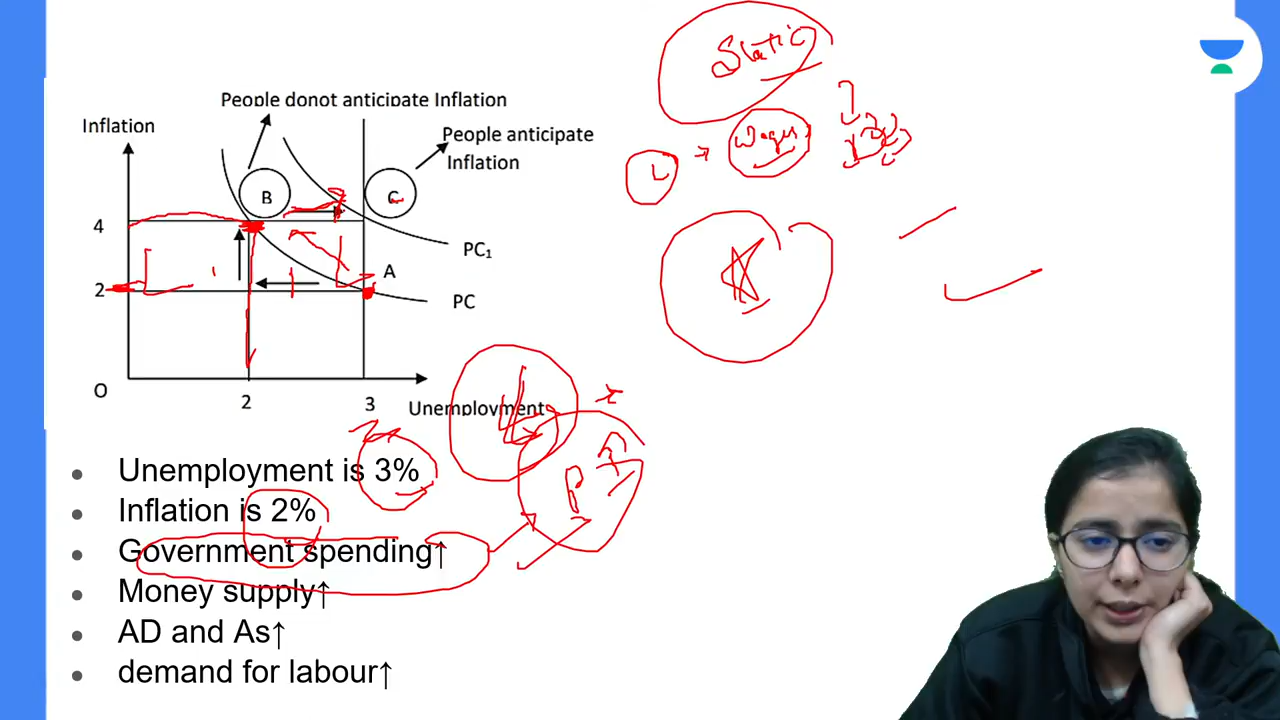 Static
People donot anticipate Inflation
Inflation
People anticipate
Inflation
Wages
L
B
C
4
PC₁
A
2
PC
O
2
3
Unemployment
Unemployment is 3%
Inflation is 2%
Government spending↑
Money supply↑
AD and As↑
demand for labour↑